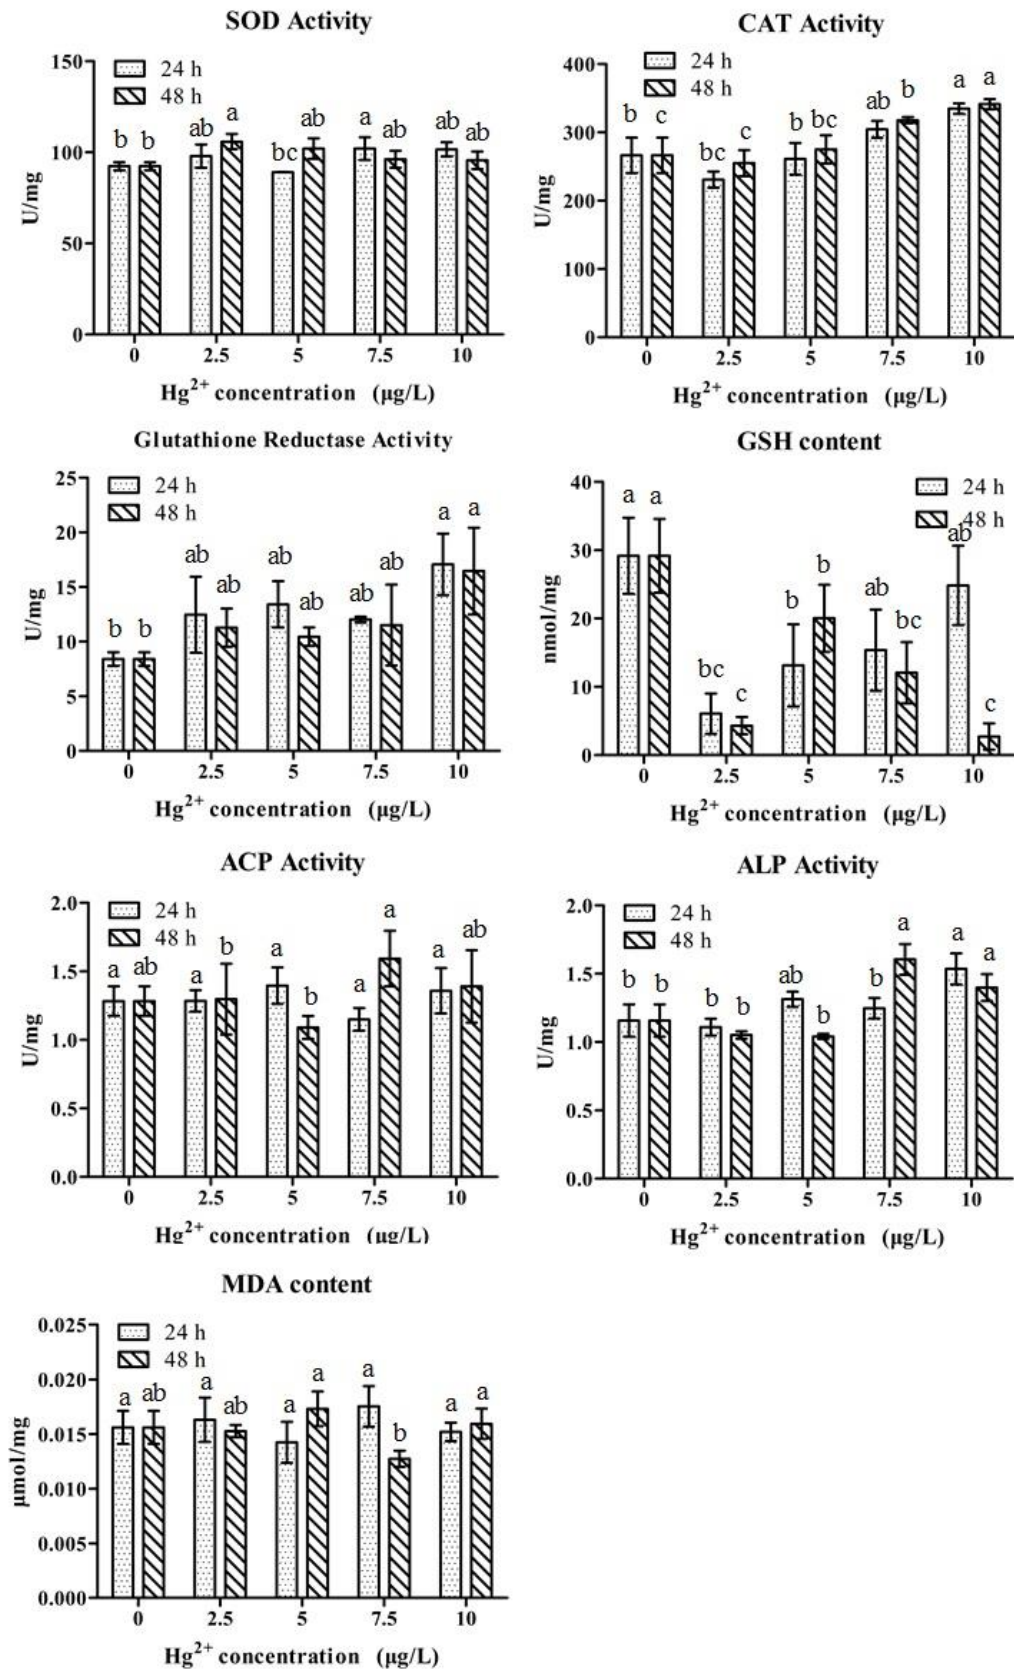 SOD Activity
150
100
50
0
U/mg
24 h
48 h
b b ab a bc ab a ab ab ab
0 2.5 5 7.5 10
Hg2+ concentration (µg/L)
CAT Activity
400
300
200
100
0
U/mg
24 h
48 h
b c bc c b bc ab b a a
0 2.5 5 7.5 10
Hg2+ concentration (µg/L)
Glutathione Reductase Activity
25
20
15
10
5
0
U/mg
24 h
48 h
b b ab ab ab ab ab ab a a
0 2.5 5 7.5 10
Hg2+ concentration (µg/L)
GSH content
40
30
20
10
0
nmol/mg
24 h
48 h
a a bc c b b ab bc ab c
0 2.5 5 7.5 10
Hg2+ concentration (µg/L)
ACP Activity
2.0
1.5
1.0
0.5
0.0
U/mg
24 h
48 h
a ab a b a b a a a ab
0 2.5 5 7.5 10
Hg2+ concentration (µg/L)
ALP Activity
2.0
1.5
1.0
0.5
0.0
U/mg
24 h
48 h
b b b b ab b b a a a
0 2.5 5 7.5 10
Hg2+ concentration (µg/L)
MDA content
0.025
0.020
0.015
0.010
0.005
0.000
µmol/mg
24 h
48 h
a ab a ab a a a b a a
0 2.5 5 7.5 10
Hg2+ concentration (µg/L)